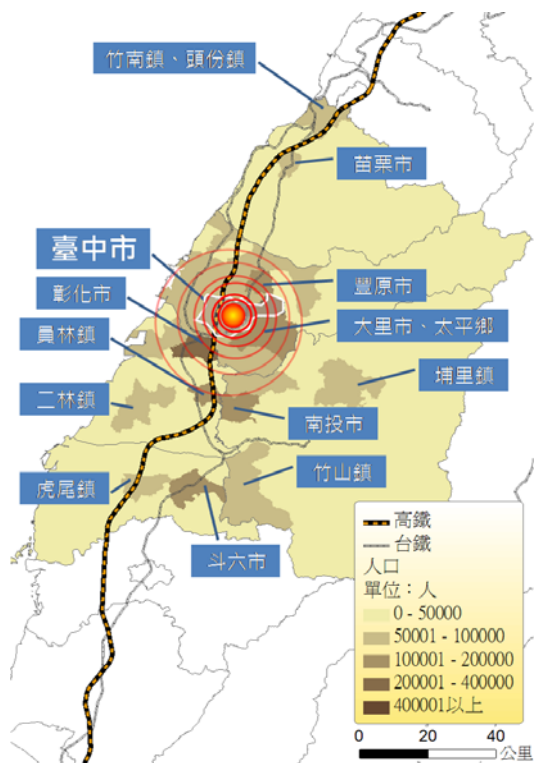 竹南鎮、頭份鎮
苗栗市
臺中市
彰化市
豐原市
員林鎮
大里市、太平鄉
二林鎮
埔里鎮
南投市
虎尾鎮
竹山鎮
斗六市
高鐵
台鐵
人口
單位：人
0 - 50000
50001 - 100000
100001 - 200000
200001 - 400000
400001以上
0 20 40
公里